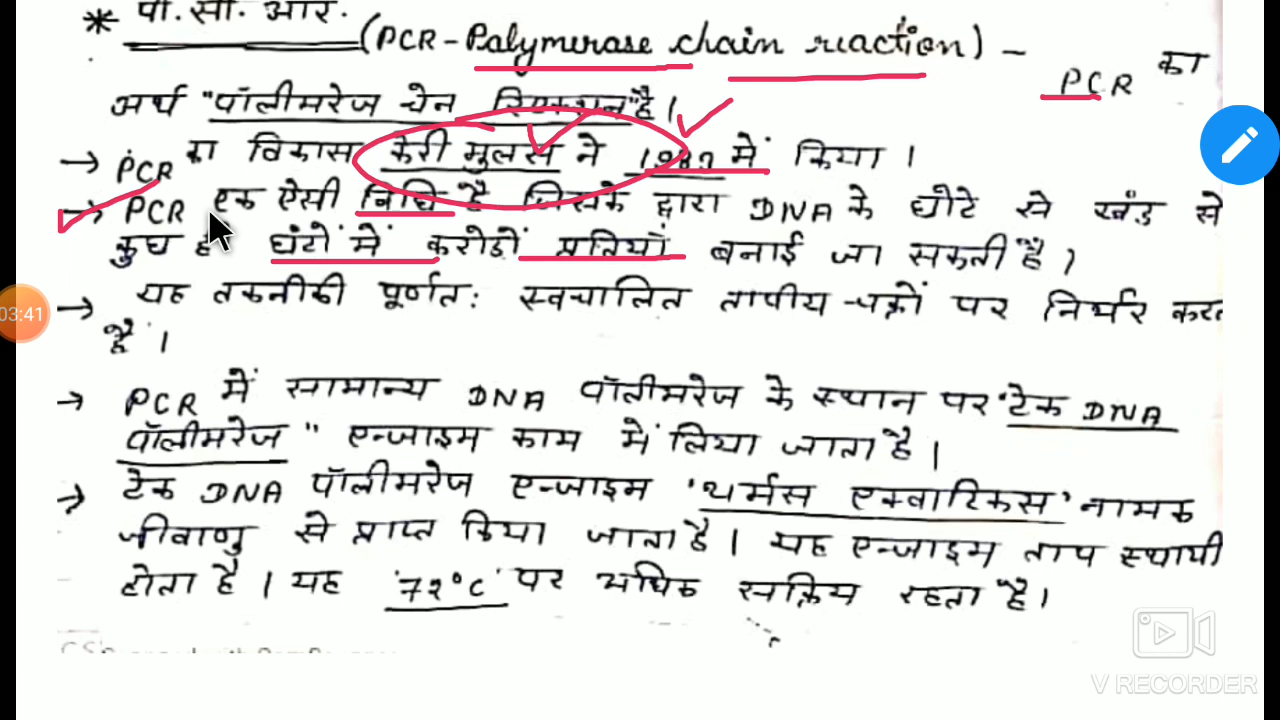 * पी. सी. आर. (PCR - Polymerase chain reaction) - PCR का
अर्थ "पॉलीमरेज चेन रिएक्शन" है।
→ PCR का विकास केरी मुलस ने में किया।
→ PCR एक ऐसी विधि है जिसके द्वारा DNA के छोटे से खंड से
कुछ ही घंटों में करोडों प्रतियाँ बनाई जा सकती है।
→ यह तकनीकी पूर्णत: स्वचालित तापीय चक्रों पर निर्भर करत
है।
→ PCR में सामान्य DNA पॉलीमरेज के स्थान पर "टेक DNA
पॉलीमरेज" एन्जाइम काम में लिया जाता है।
→ टेक DNA पॉलीमरेज एन्जाइम 'थर्मस एक्वाटिकस' नामक
जीवाणु से प्राप्त किया जाता है। यह एन्जाइम ताप स्थायी
होता है। यह '72°C' पर अधिक सक्रिय रहता है।
03:41
V RECORDER